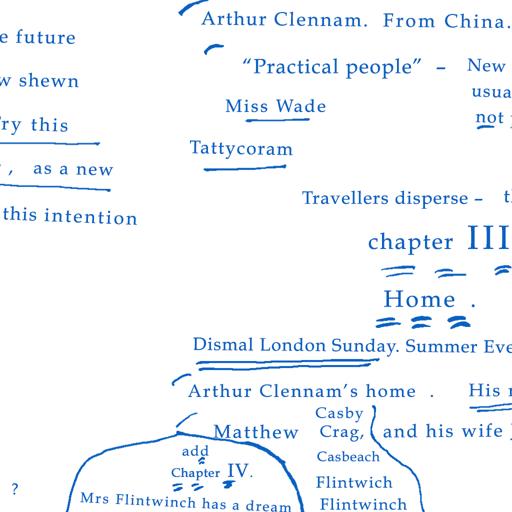 e future
w shewn
Try this
, as a new
this intention
?
Arthur Clennam. From China.
"Practical people" – New
usua
not
Miss Wade
Tattycoram
Travellers disperse –
chapter III
Home .
Dismal London Sunday. Summer Eve
Arthur Clennam's home . His
Casby
Matthew Crag, and his wife
Casbeach
Flintwich
Flintwinch
add
Chapter IV.
Mrs Flintwinch has a dream